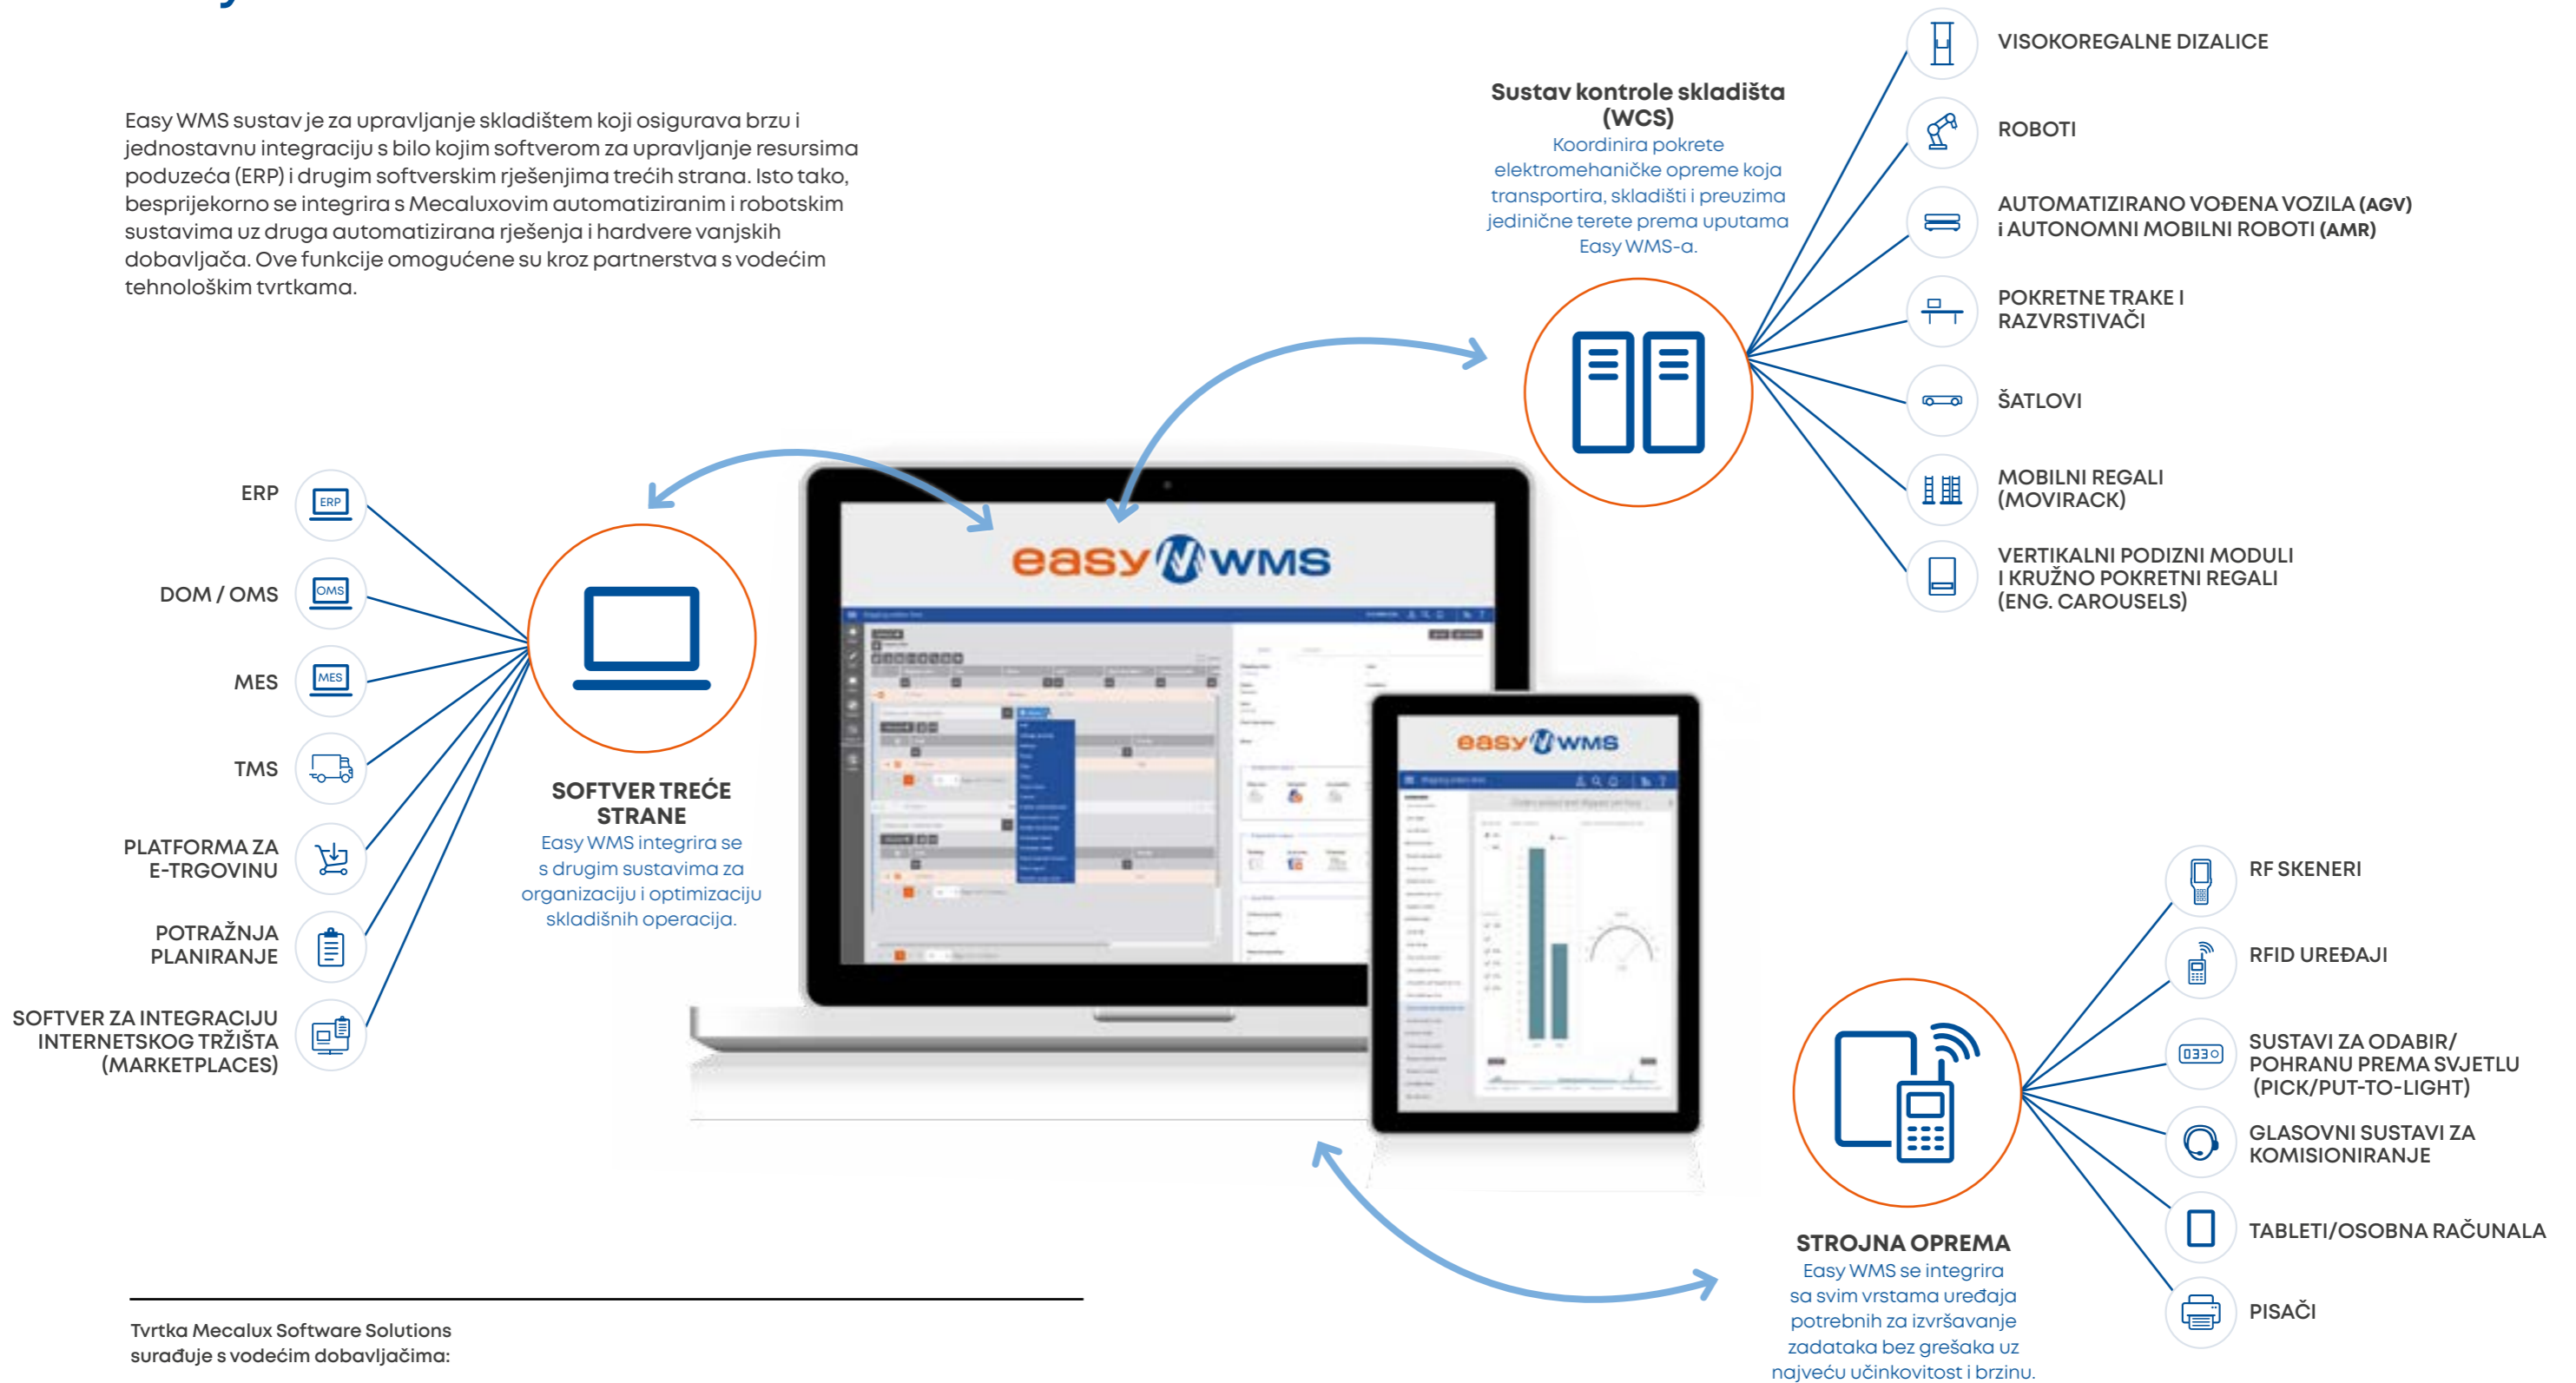 Easy WMS sustav je za upravljanje skladištem koji osigurava brzu i
jednostavnu integraciju s bilo kojim softverom za upravljanje resursima
poduzeća (ERP) i drugim softverskim rješenjima trećih strana. Isto tako,
besprijekorno se integrira s Mecaluxovim automatiziranim i robotskim
sustavima uz druga automatizirana rješenja i hardvere vanjskih
dobavljača. Ove funkcije omogućene su kroz partnerstva s vodećim
tehnološkim tvrtkama.
Sustav kontrole skladišta
(WCS)
Koordinira pokrete
elektromehaničke opreme koja
transportira, skladišti i preuzima
jedinične terete prema uputama
Easy WMS-a.
VISOKOREGALNE DIZALICE
ROBOTI
AUTOMATIZIRANO VOĐENA VOZILA (AGV)
i AUTONOMNI MOBILNI ROBOTI (AMR)
POKRETNE TRAKE I
RAZVRSTIVAČI
ŠATLOVI
MOBILNI REGALI
(MOVIRACK)
VERTIKALNI PODIZNI MODULI
I KRUŽNO POKRETNI REGALI
(ENG. CAROUSELS)
ERP
ERP
DOM / OMS
OMS
MES
MES
TMS
PLATFORMA ZA
E-TRGOVINU
POTRAŽNJA
PLANIRANJE
SOFTVER ZA INTEGRACIJU
INTERNETSKOG TRŽIŠTA
(MARKETPLACES)
SOFTVER TREĆE
STRANE
Easy WMS integrira se
s drugim sustavima za
organizaciju i optimizaciju
skladišnih operacija.
easy WMS
easy WMS
STROJNA OPREMA
Easy WMS se integrira
sa svim vrstama uređaja
potrebnih za izvršavanje
zadataka bez grešaka uz
najveću učinkovitost i brzinu.
RF SKENERI
RFID UREĐAJI
SUSTAVI ZA ODABIR/
POHRANU PREMA SVJETLU
(PICK/PUT-TO-LIGHT)
GLASOVNI SUSTAVI ZA
KOMISIONIRANJE
TABLETI/OSOBNA RAČUNALA
PISAČI
Tvrtka Mecalux Software Solutions
surađuje s vodećim dobavljačima: